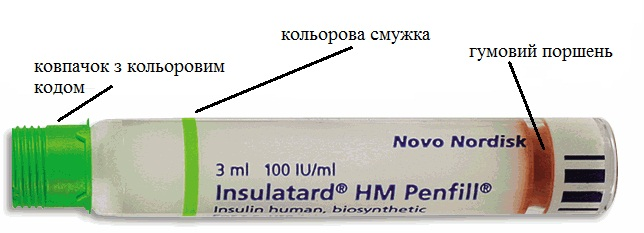 кольорова смужка
гумовий поршень
ковпачок з кольоровим
кодом
Novo Nordisk
3 ml 100 IU/ml
Insulatard® HM Penfill®
Insulin human, biosynthetic